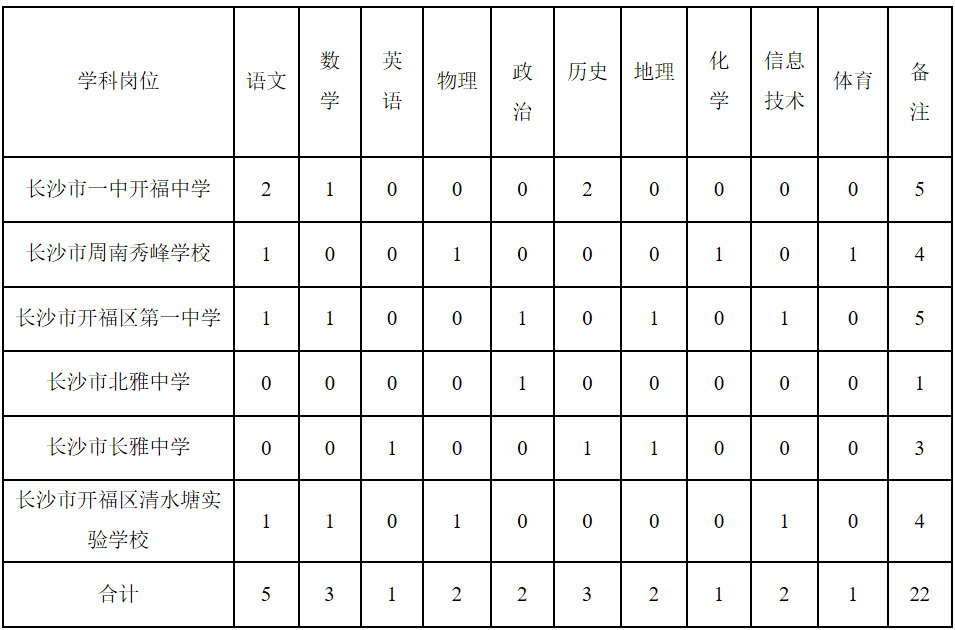 学科岗位 语文 数学 英语 物理 政治 历史 地理 化学 信息技术 体育 备注
长沙市一中开福中学 2 1 0 0 0 2 0 0 0 0 5
长沙市周南秀峰学校 1 0 0 1 0 0 0 1 0 1 4
长沙市开福区第一中学 1 1 0 0 1 0 1 0 1 0 5
长沙市北雅中学 0 0 0 0 1 0 0 0 0 0 1
长沙市长雅中学 0 0 1 0 0 1 1 0 0 0 3
长沙市开福区清水塘实验学校 1 1 0 1 0 0 0 0 1 0 4
合计 5 3 1 2 2 3 2 1 2 1 22